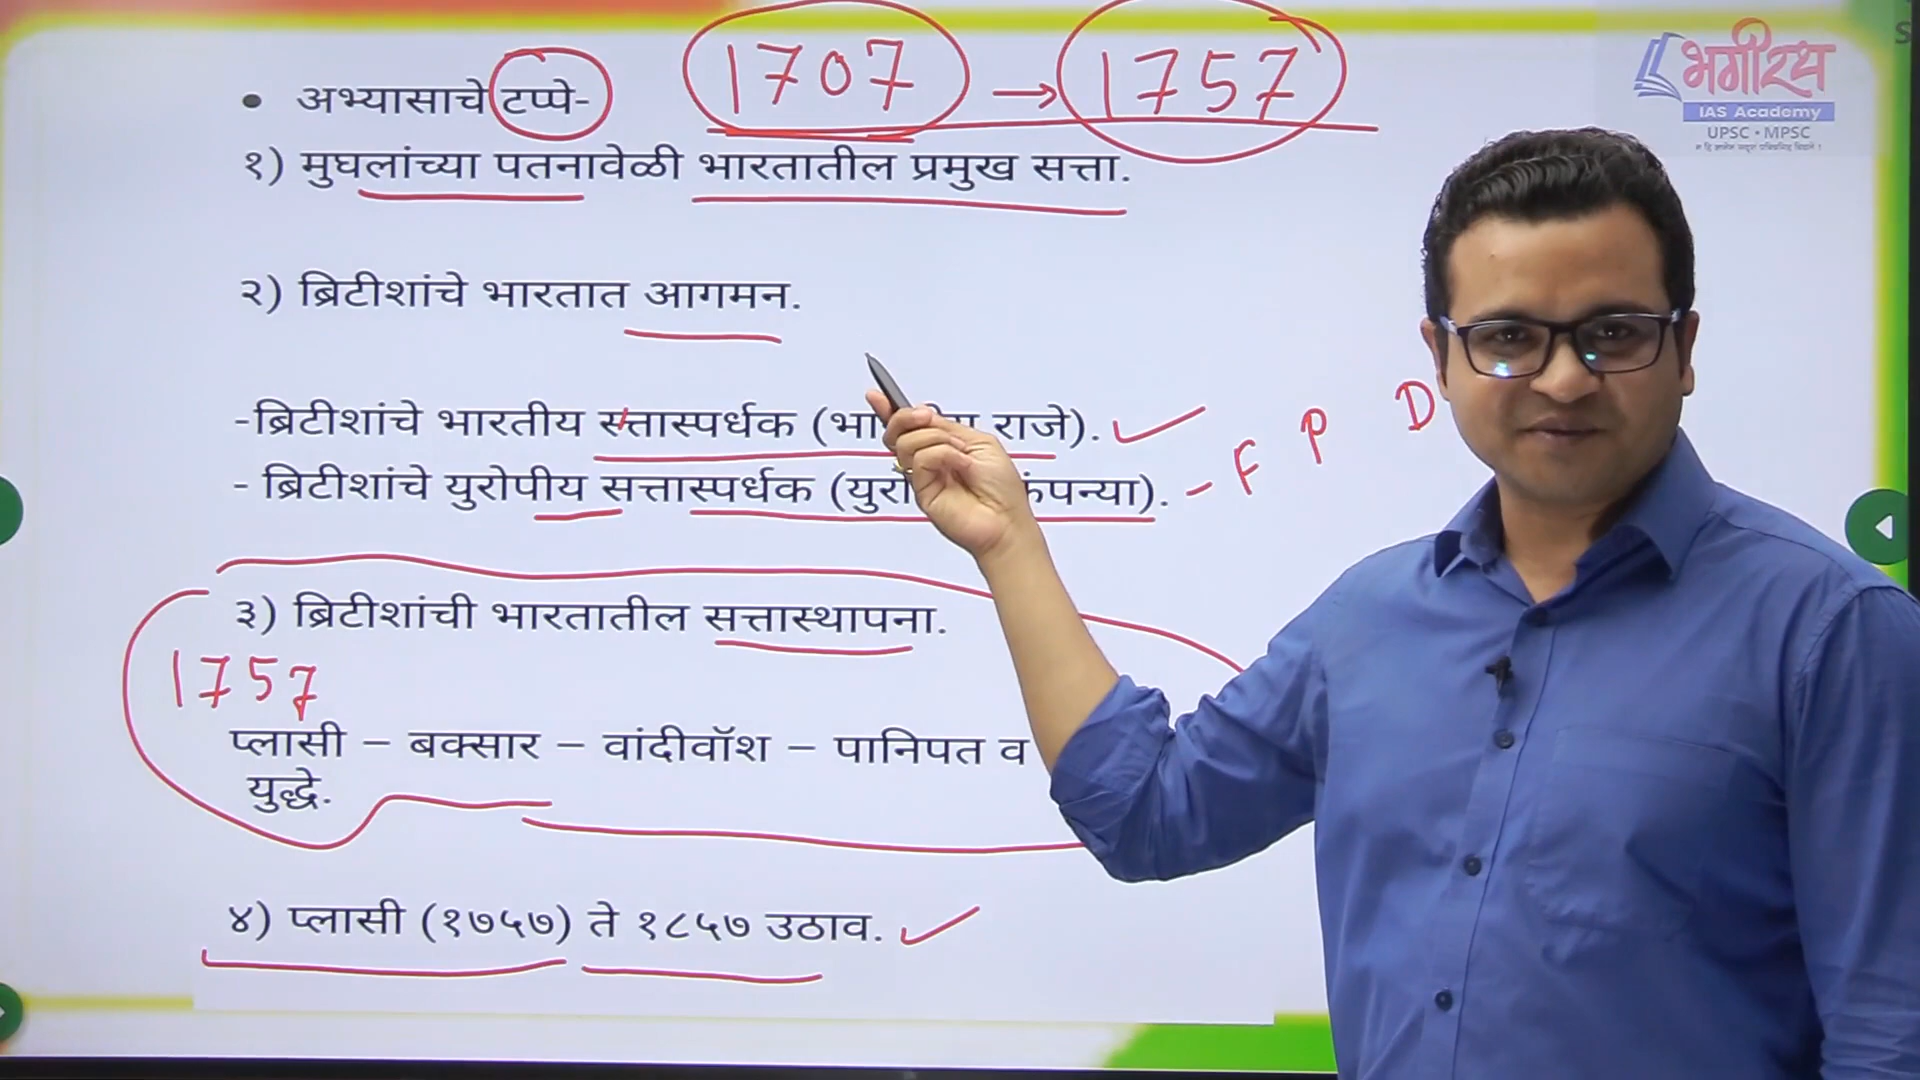 • अभ्यासाचे टप्पे- 1707 → 1757
१) मुघलांच्या पतनावेळी भारतातील प्रमुख सत्ता.
२) ब्रिटीशांचे भारतात आगमन.
-ब्रिटीशांचे भारतीय सत्तास्पर्धक ( राजे).
- ब्रिटीशांचे युरोपीय सत्तास्पर्धक ( कंपन्या). - F P D
३) ब्रिटीशांची भारतातील सत्तास्थापना.
1757
प्लासी – बक्सार – वांदीवॉश – पानिपत व
युद्धे.
४) प्लासी (१७५७) ते १८५७ उठाव.
भगीरथ
IAS Academy
UPSC • MPSC
S